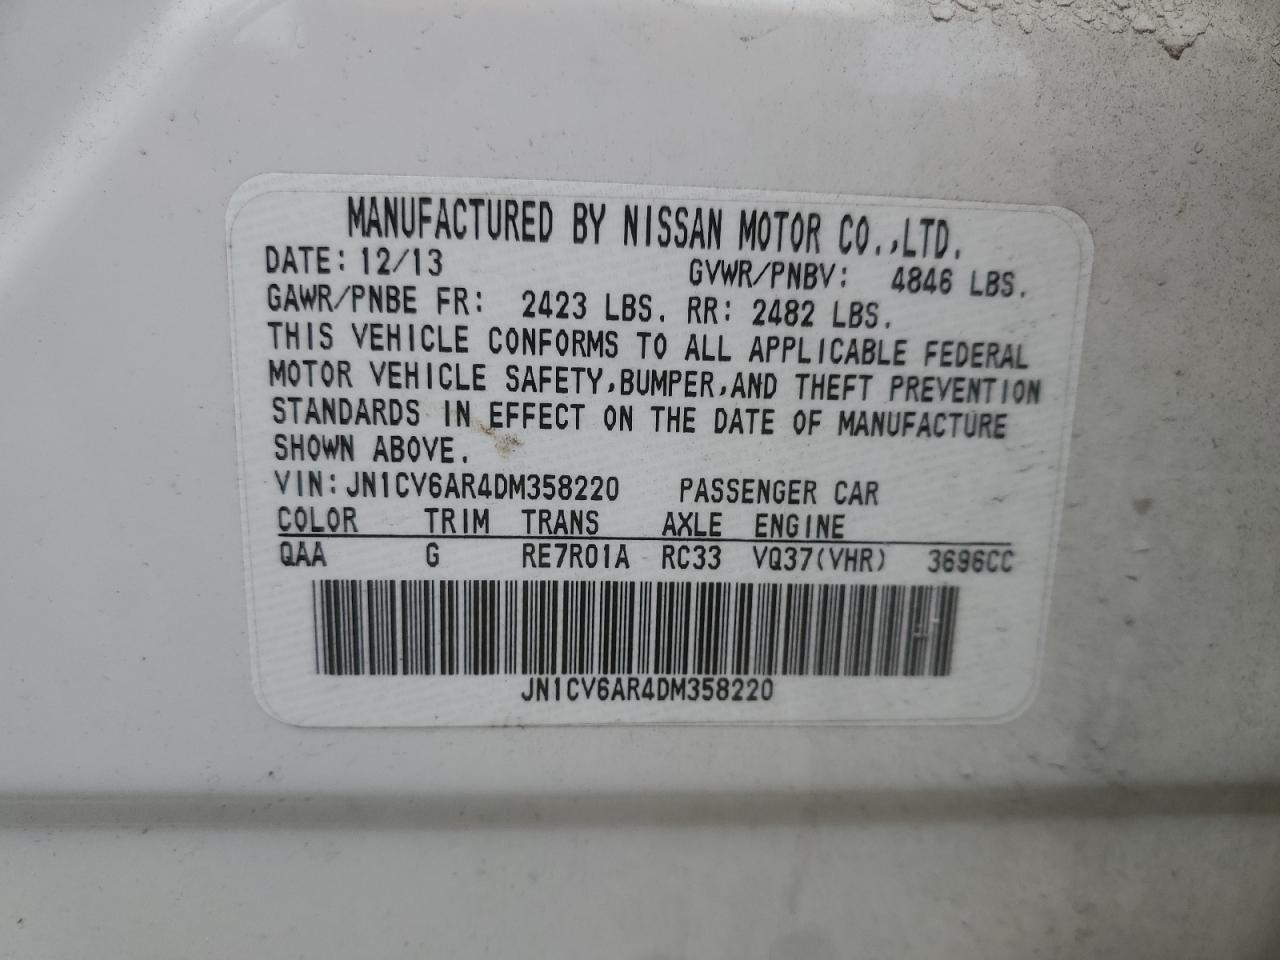 MANUFACTURED BY NISSAN MOTOR CO.,LTD.
DATE: 12/13 GVWR/PNBV: 4846 LBS.
GAWR/PNBE FR: 2423 LBS. RR: 2482 LBS.
THIS VEHICLE CONFORMS TO ALL APPLICABLE FEDERAL
MOTOR VEHICLE SAFETY,BUMPER,AND THEFT PREVENTION
STANDARDS IN EFFECT ON THE DATE OF MANUFACTURE
SHOWN ABOVE.
VIN:JN1CV6AR4DM358220 PASSENGER CAR
COLOR TRIM TRANS AXLE ENGINE
QAA G RE7R01A RC33 VQ37(VHR) 3696CC
JN1CV6AR4DM358220